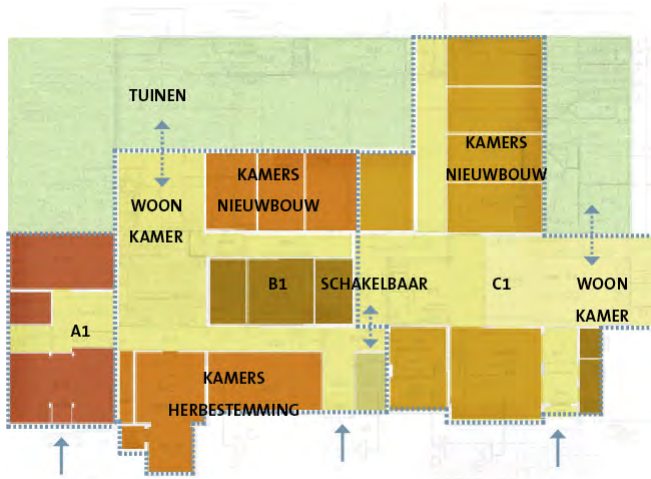 TUINEN
KAMERS
NIEUWBOUW
KAMERS
NIEUWBOUW
WOON
KAMER
B1
SCHAKELBAAR
C1
WOON
KAMER
A1
KAMERS
HERBESTEMMING